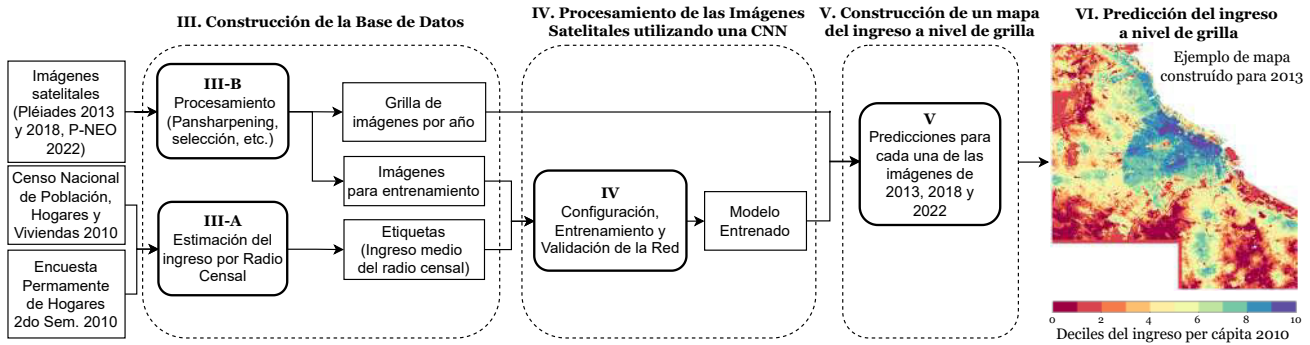 III. Construcción de la Base de Datos
IV. Procesamiento de las Imágenes
Satelitales utilizando una CNN
V. Construcción de un mapa
del ingreso a nivel de grilla
VI. Predicción del ingreso
a nivel de grilla
Imágenes
satelitales
(Pléiades 2013
y 2018, P-NEO
2022)
Censo Nacional
de Población,
Hogares y
Viviendas 2010
Encuesta
Permamente
de Hogares
2do Sem. 2010
III-B
Procesamiento
(Pansharpening,
selección, etc.)
III-A
Estimación del
ingreso por Radio
Censal
Grilla de
imágenes por año
Imágenes
para entrenamiento
Etiquetas
(Ingreso medio
del radio censal)
IV
Configuración,
Entrenamiento y
Validación de la Red
Modelo
Entrenado
V
Predicciones para
cada una de las
imágenes de
2013, 2018 y
2022
Ejemplo de mapa
construído para 2013
0 2 4 6 8 10
Deciles del ingreso per cápita 2010